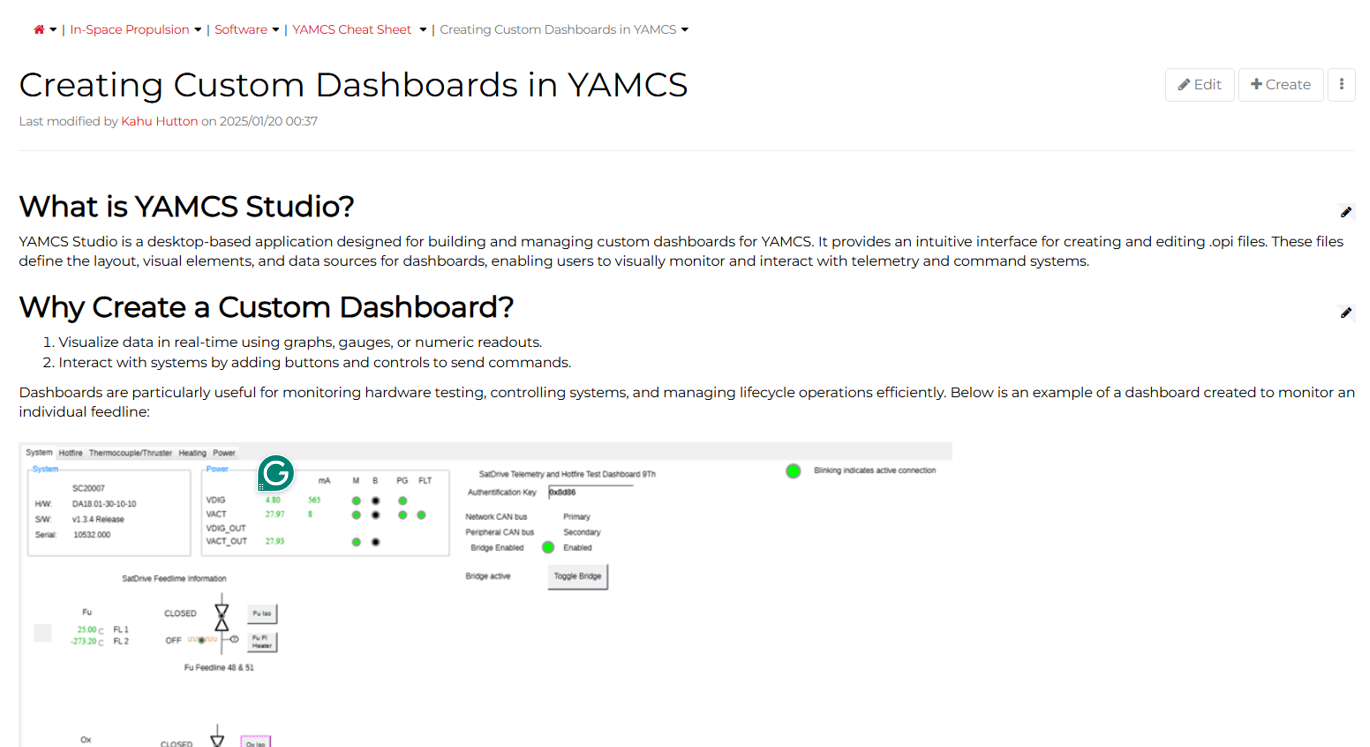 | In-Space Propulsion | Software | YAMCS Cheat Sheet | Creating Custom Dashboards in YAMCS
Creating Custom Dashboards in YAMCS
Edit
Create
Last modified by Kahu Hutton on 2025/01/20 00:37
What is YAMCS Studio?
YAMCS Studio is a desktop-based application designed for building and managing custom dashboards for YAMCS. It provides an intuitive interface for creating and editing .opi files. These files
define the layout, visual elements, and data sources for dashboards, enabling users to visually monitor and interact with telemetry and command systems.
Why Create a Custom Dashboard?
1. Visualize data in real-time using graphs, gauges, or numeric readouts.
2. Interact with systems by adding buttons and controls to send commands.
Dashboards are particularly useful for monitoring hardware testing, controlling systems, and managing lifecycle operations efficiently. Below is an example of a dashboard created to monitor an
individual feedline:
System Hotfire Thermocouple/Thruster Heating Power
System
SC20007
H/W: DA18.01-30-10-10
S/W: v1.3.4 Release
Serial: 10532.000
Power
mA M B PG FLT
VDIG 4.80 565
VACT 27.97 8
VDIG_OUT
VACT_OUT 27.93
SatDrive Telemetry and Hotfire Test Dashboard 9Th
Authentification Key 0x8d86
Network CAN bus Primary
Peripheral CAN bus Secondary
Bridge Enabled Enabled
Bridge active Toggle Bridge
Blinking indicates active connection
SatDrive Feedlime Information
Fu CLOSED Fu Iso
25.00 C FL 1
-273.20 C FL 2
OFF Fu Fl
Heater
Fu Feedline 48 & 51
Ox CLOSED Ox Iso